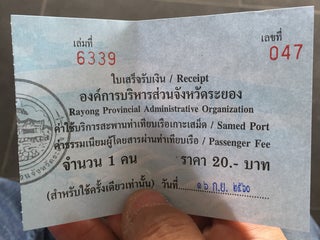 เล่มที่ เลขที่
6339 047
ใบเสร็จรับเงิน / Receipt
องค์การบริหารส่วนจังหวัดระยอง
Rayong Provincial Administrative Organization
ค่าใช้บริการสะพานท่าเทียบเรือเกาะเสม็ด / Samed Port
ค่าธรรมเนียมผู้โดยสารผ่านท่าเทียบเรือ / Passenger Fee
จำนวน 1 คน ราคา 20.- บาท
(สำหรับใช้ครั้งเดียวเท่านั้น) วันที่ ๑๖ ก.ย. ๒๕๖๐